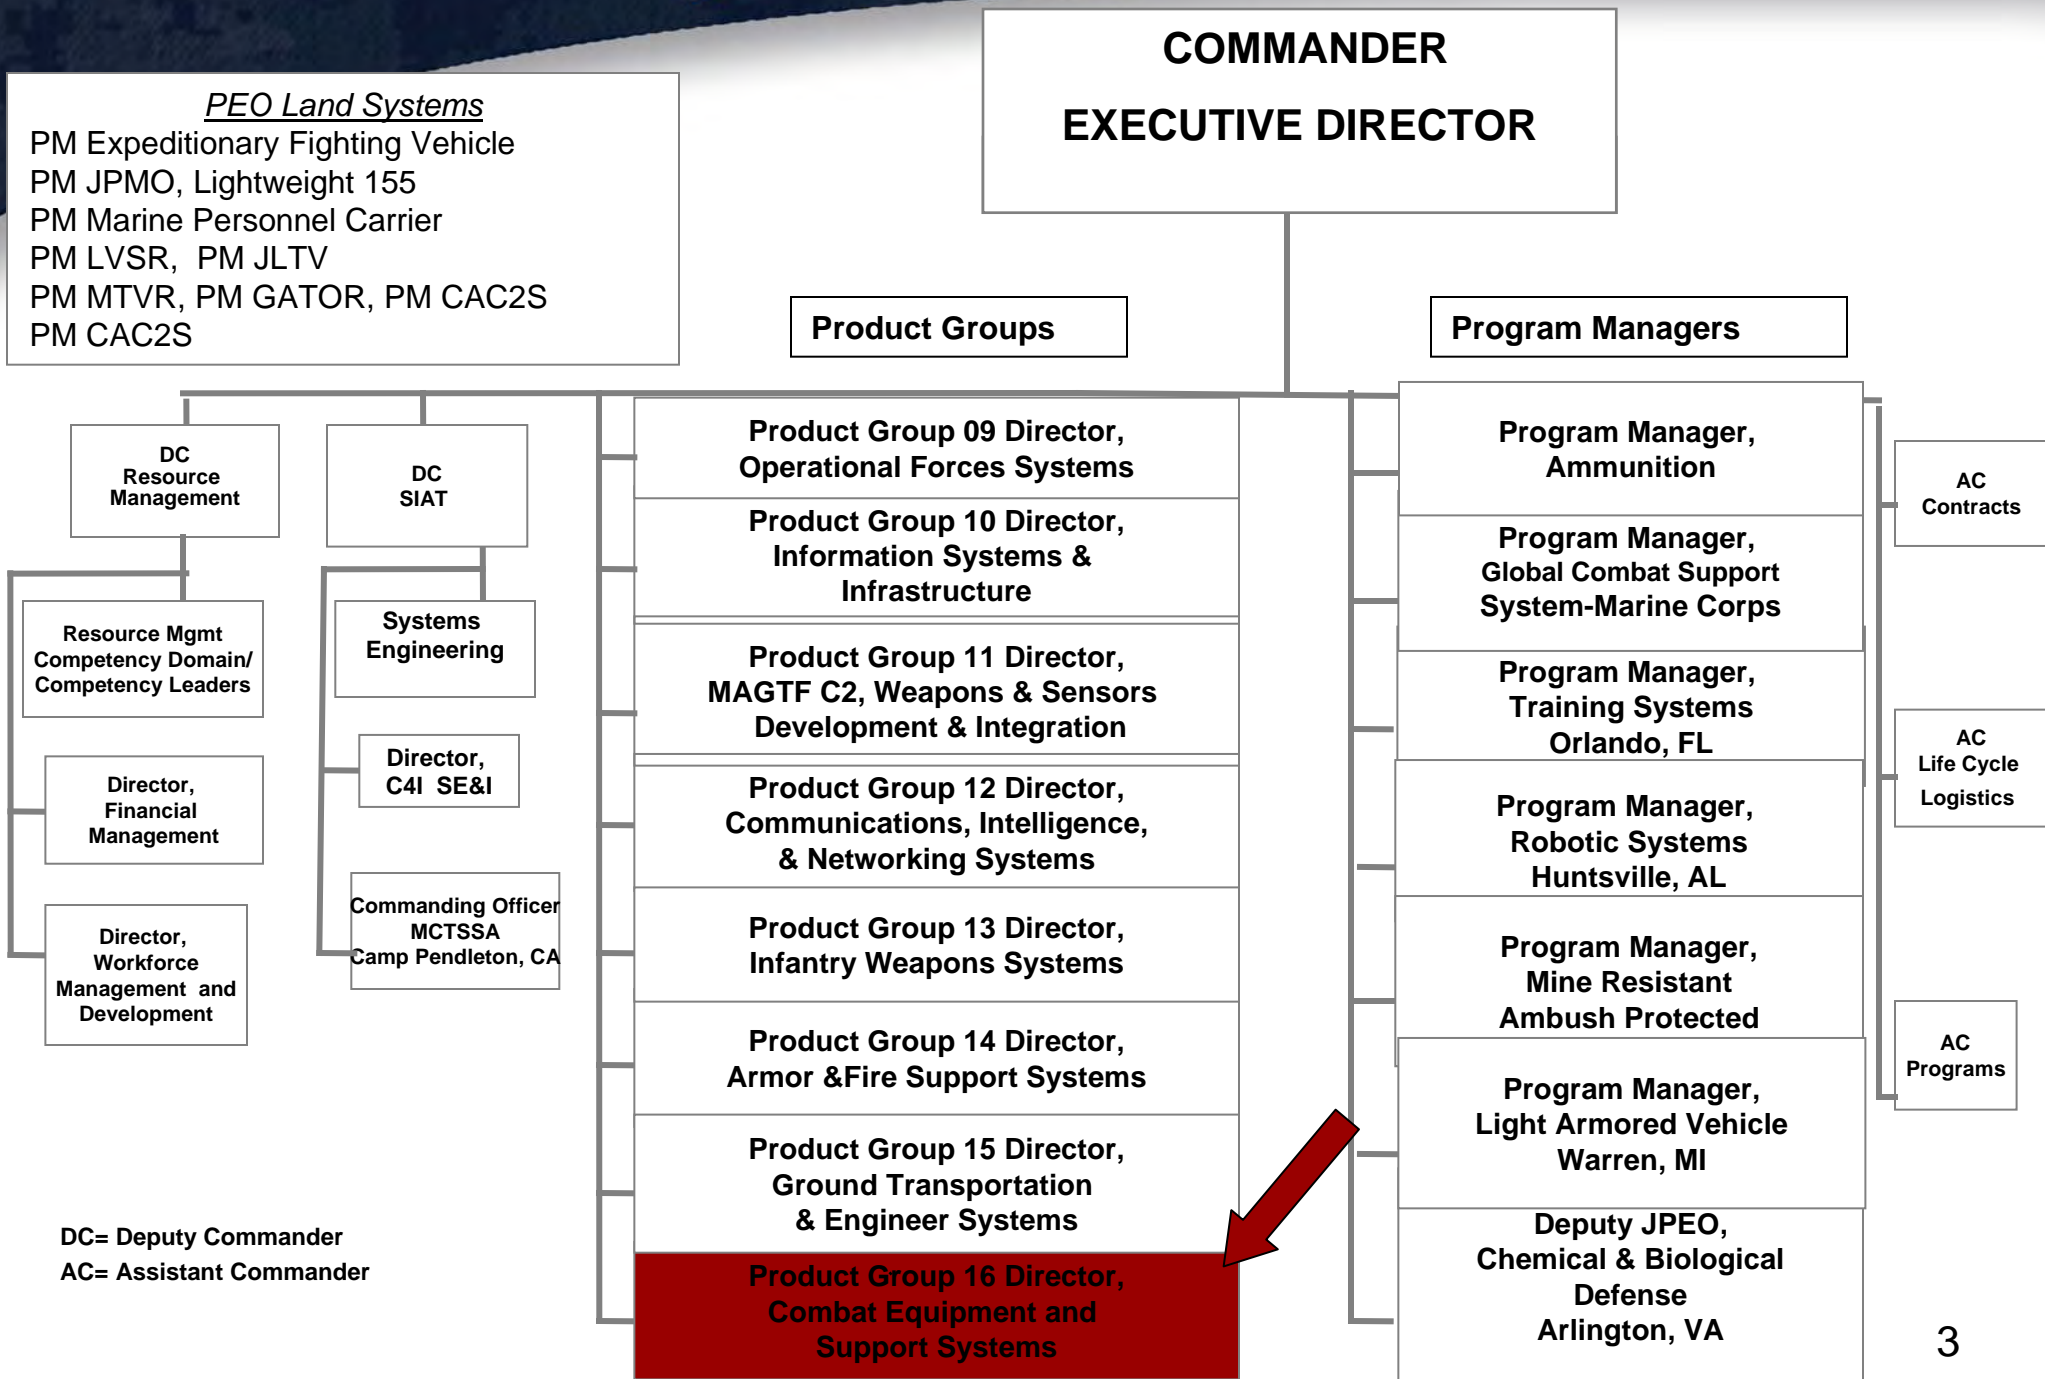 COMMANDER
EXECUTIVE DIRECTOR
PEO Land Systems
PM Expeditionary Fighting Vehicle
PM JPMO, Lightweight 155
PM Marine Personnel Carrier
PM LVSR,  PM JLTV
PM MTVR, PM GATOR, PM CAC2S
PM CAC2S
Product Groups
Program Managers
DC
Resource
Management
Resource Mgmt
Competency Domain/
Competency Leaders
Director,
Financial
Management
Director,
Workforce
Management  and
Development
DC
SIAT
Systems
Engineering
Director,
C4I  SE&I
Commanding Officer
MCTSSA
Camp Pendleton, CA
Product Group 09 Director,
Operational Forces Systems
Product Group 10 Director,
Information Systems &
Infrastructure
Product Group 11 Director,
MAGTF C2, Weapons & Sensors
Development & Integration
Product Group 12 Director,
Communications, Intelligence,
& Networking Systems
Product Group 13 Director,
Infantry Weapons Systems
Product Group 14 Director,
Armor &Fire Support Systems
Product Group 15 Director,
Ground Transportation
& Engineer Systems
Product Group 16 Director,
Combat Equipment and
Support Systems
Program Manager,
Ammunition
Program Manager,
Global Combat Support
System-Marine Corps
Program Manager,
Training Systems
Orlando, FL
Program Manager,
Robotic Systems
Huntsville, AL
Program Manager,
Mine Resistant
Ambush Protected
Program Manager,
Light Armored Vehicle
Warren, MI
Deputy JPEO,
Chemical & Biological
Defense
Arlington, VA
AC
Contracts
AC
Life Cycle
Logistics
AC
Programs
DC= Deputy Commander
AC= Assistant Commander
3